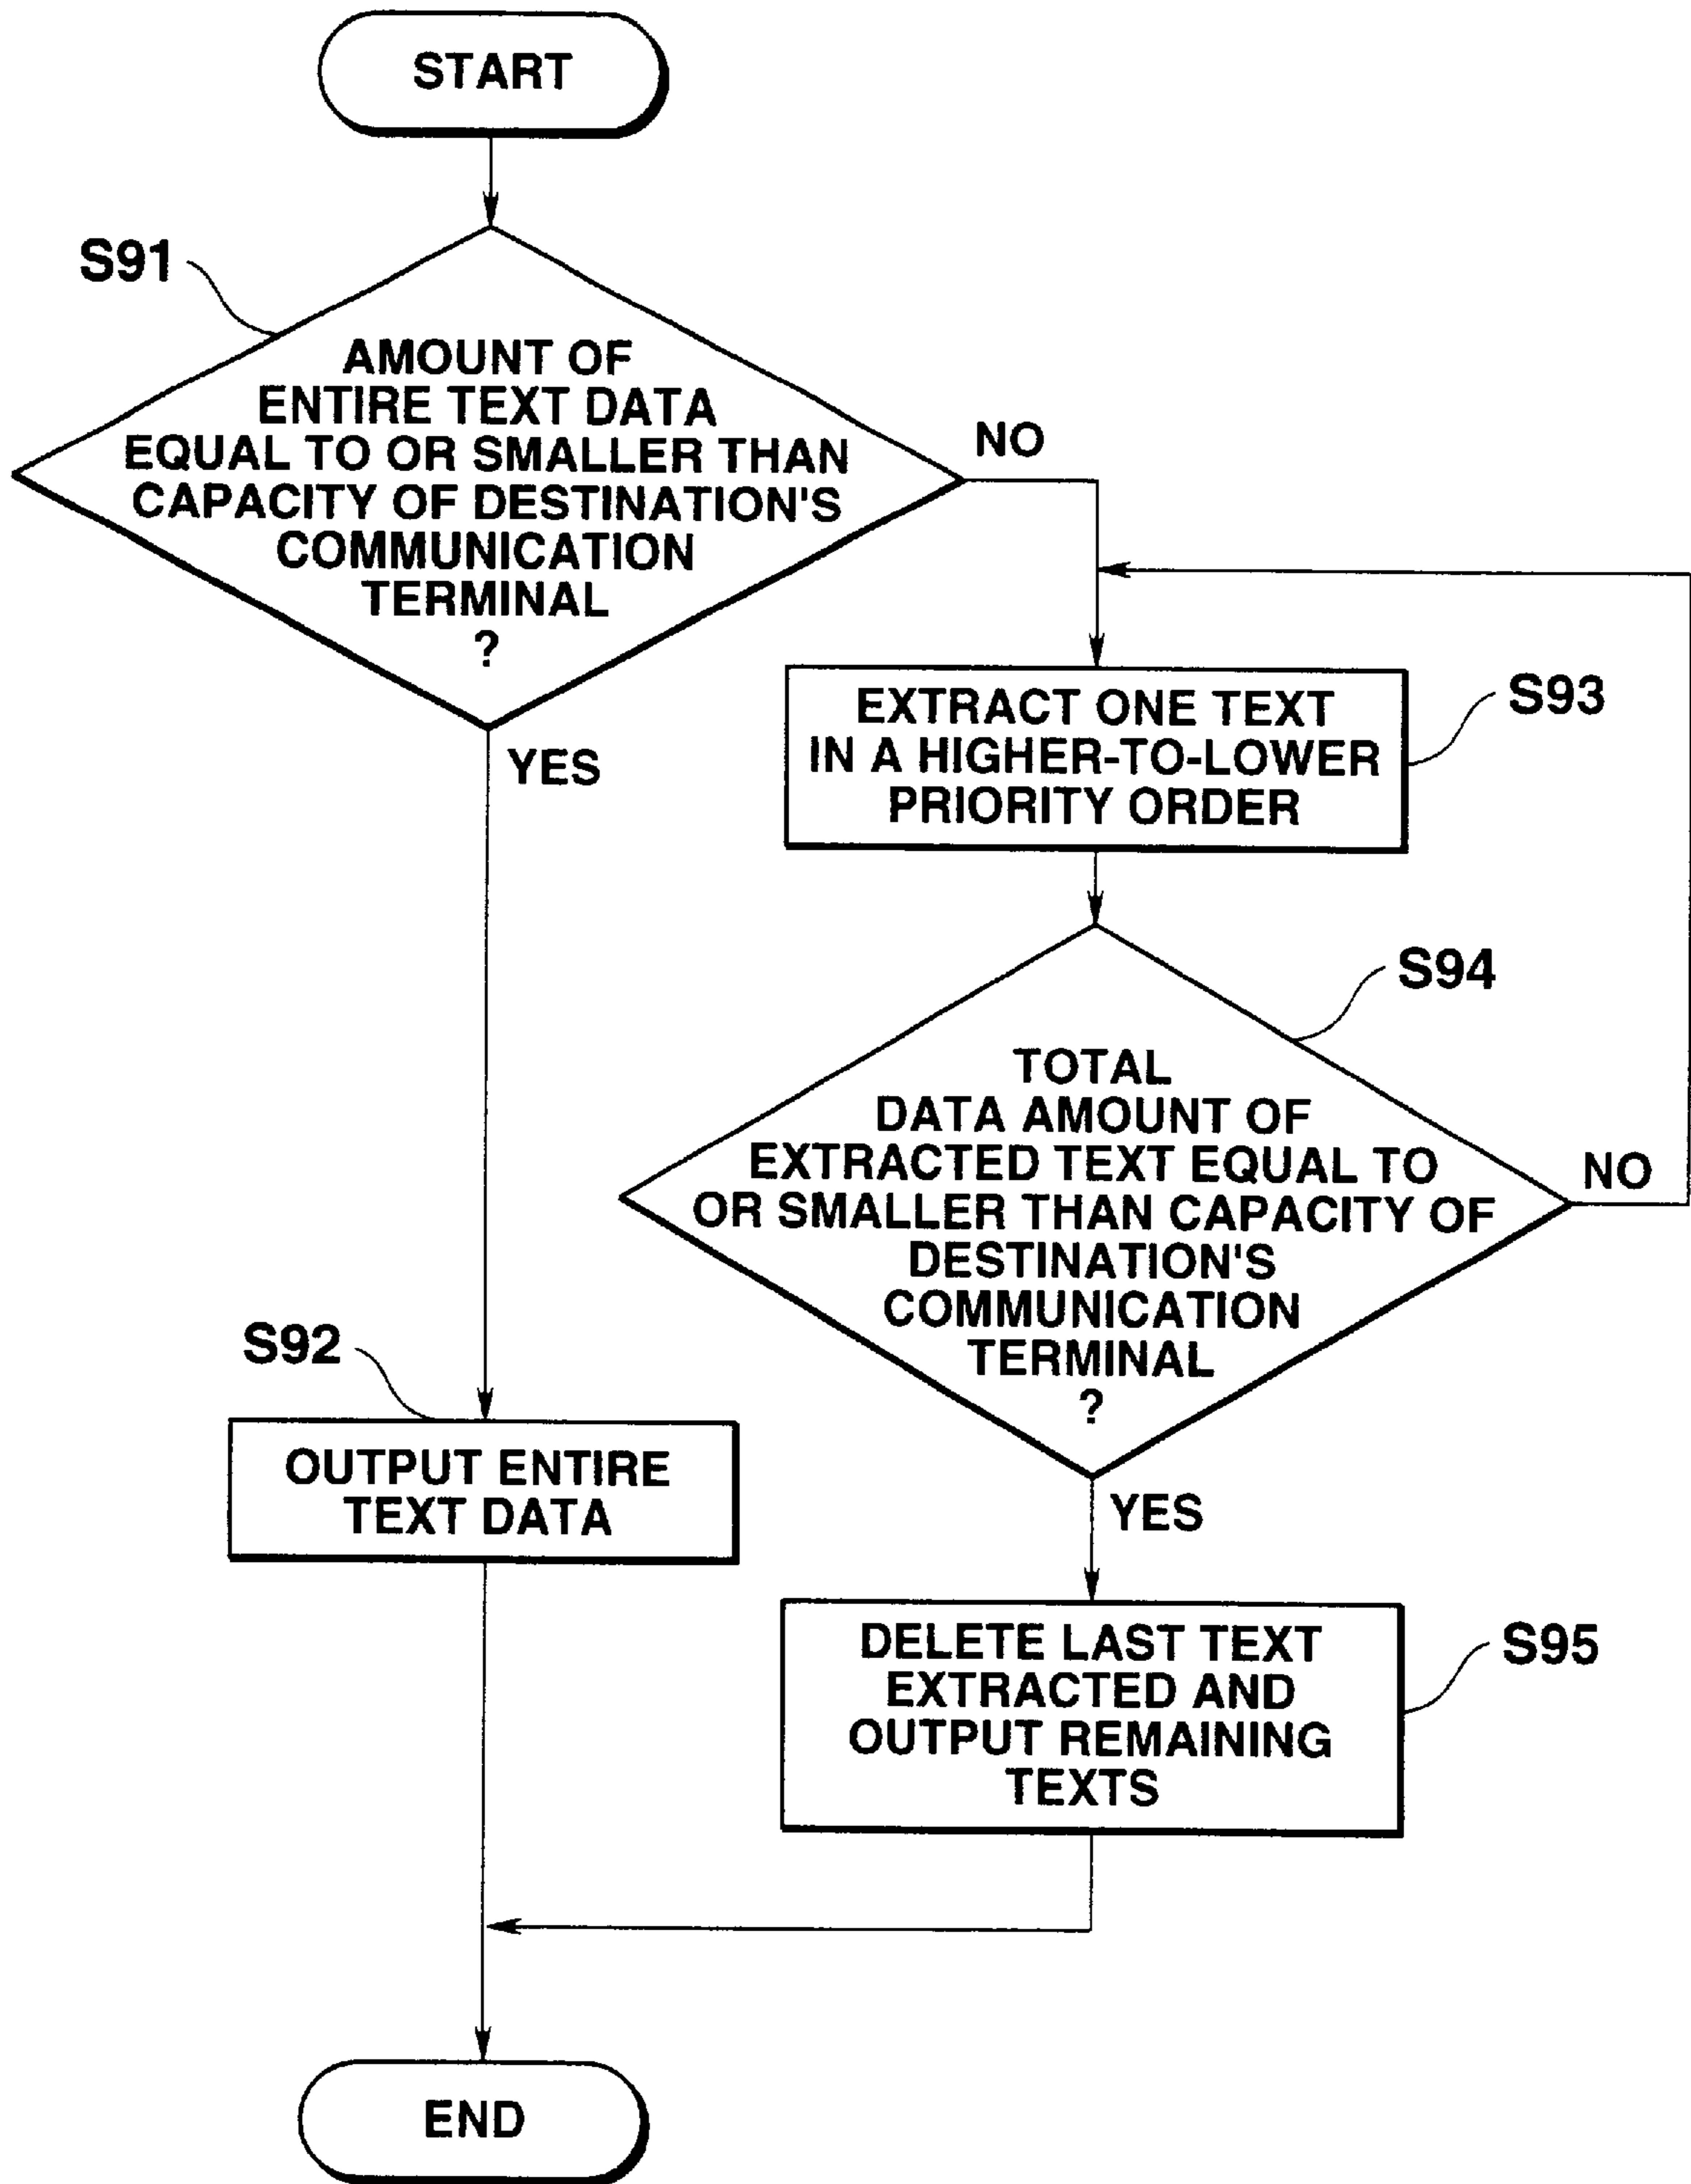 START
S91
AMOUNT OF
ENTIRE TEXT DATA
EQUAL TO OR SMALLER THAN
CAPACITY OF DESTINATION'S
COMMUNICATION
TERMINAL
?
NO
YES
EXTRACT ONE TEXT
IN A HIGHER-TO-LOWER
PRIORITY ORDER
S93
S94
TOTAL
DATA AMOUNT OF
EXTRACTED TEXT EQUAL TO
OR SMALLER THAN CAPACITY OF
DESTINATION'S
COMMUNICATION
TERMINAL
?
NO
YES
S92
OUTPUT ENTIRE
TEXT DATA
DELETE LAST TEXT
EXTRACTED AND
OUTPUT REMAINING
TEXTS
S95
END